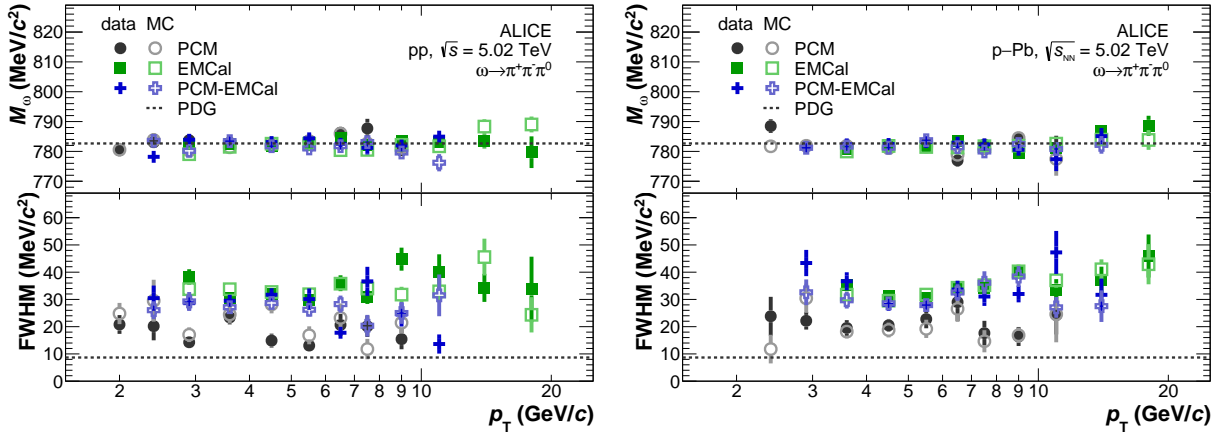 data MC
PCM
EMCal
PCM-EMCal
PDG
ALICE
pp, √s = 5.02 TeV
ω→π⁺π⁻π⁰
M_ω (MeV/c²)
820
810
800
790
780
770
FWHM (MeV/c²)
60
50
40
30
20
10
0
2 3 4 5 6 7 8 9 10 20
p_T (GeV/c)
data MC
PCM
EMCal
PCM-EMCal
PDG
ALICE
p–Pb, √s_NN = 5.02 TeV
ω→π⁺π⁻π⁰
M_ω (MeV/c²)
820
810
800
790
780
770
FWHM (MeV/c²)
60
50
40
30
20
10
0
2 3 4 5 6 7 8 9 10 20
p_T (GeV/c)